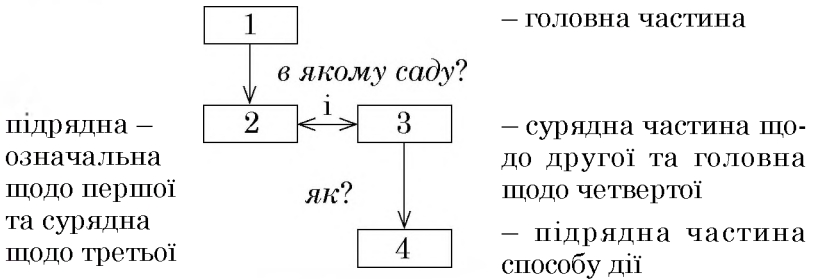 1
– головна частина
в якому саду?
підрядна –
означальна
щодо першої
та сурядна
щодо третьої
2
і
3
– сурядна частина що-
до другої та головна
щодо четвертої
як?
4
– підрядна частина
способу дії